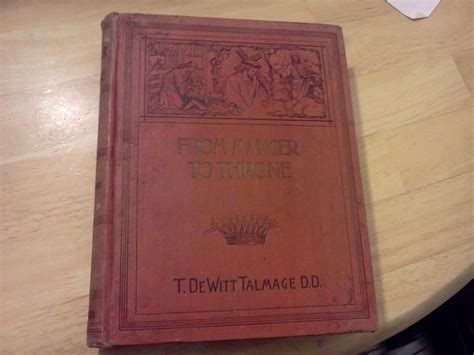 FROM MANGER
TO THRONE
T. DEWITT TALMAGE D.D.